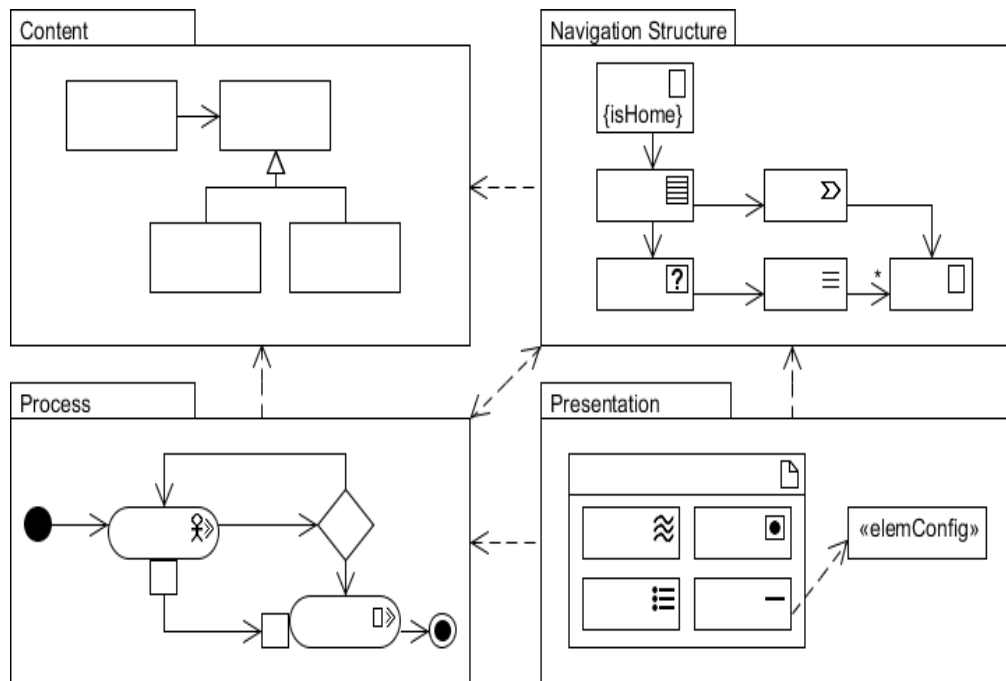 Content
Navigation Structure
{isHome}
?
*
Process
Presentation
«elemConfig»